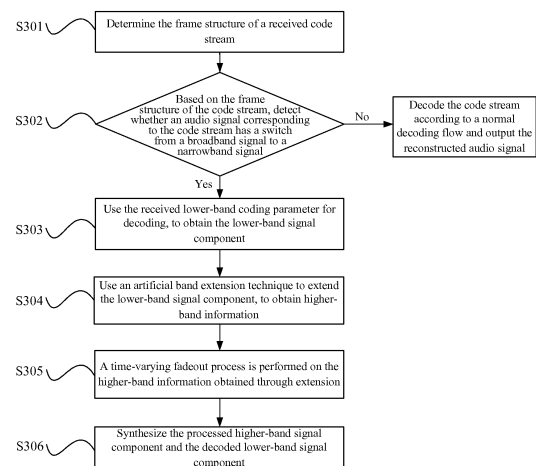 S301
Determine the frame structure of a received code
stream
S302
Based on the frame
structure of the code stream, detect
whether an audio signal corresponding
to the code stream has a switch
from a broadband signal to a
narrowband signal
No
Decode the code stream
according to a normal
decoding flow and output the
reconstructed audio signal
Yes
S303
Use the received lower-band coding parameter for
decoding, to obtain the lower-band signal
component
S304
Use an artificial band extension technique to extend
the lower-band signal component, to obtain higher-
band information
S305
A time-varying fadeout process is performed on the
higher-band information obtained through extension
S306
Synthesize the processed higher-band signal
component and the decoded lower-band signal
component